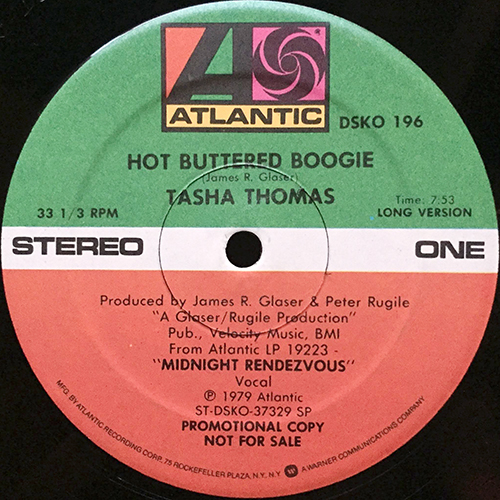 ATLANTIC
DSKO 196
HOT BUTTERED BOOGIE
(James R. Glaser)
TASHA THOMAS
33 1/3 RPM
Time: 7:53
LONG VERSION
STEREO
ONE
Produced by James R. Glaser & Peter Rugile
"A Glaser/Rugile Production"
Pub., Velocity Music, BMI
From Atlantic LP 19223 -
"MIDNIGHT RENDEZVOUS"
Vocal
℗ 1979 Atlantic
ST-DSKO-37329 SP
PROMOTIONAL COPY
NOT FOR SALE
MFG. BY ATLANTIC RECORDING CORP., 75 ROCKEFELLER PLAZA, N.Y., N.Y. A WARNER COMMUNICATIONS COMPANY